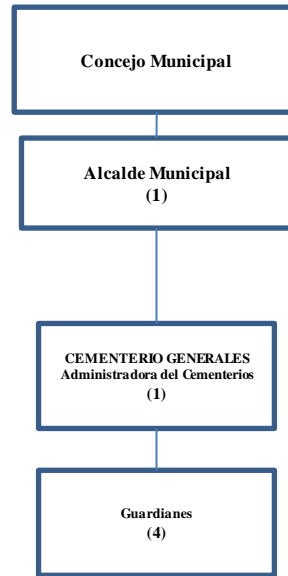 Concejo Municipal
Alcalde Municipal
(1)
CEMENTERIO GENERALES
Administradora del Cementerios
(1)
Guardianes
(4)